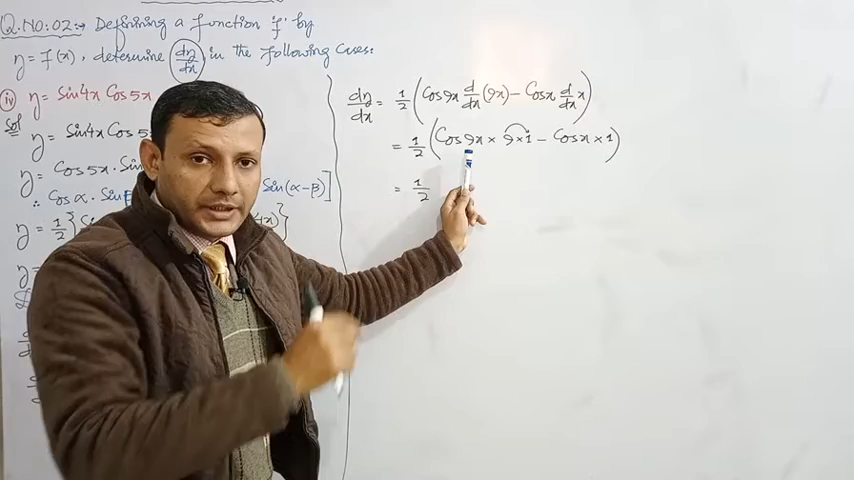 Q.No:02:→ Defining a function 'f' by
y = f(x), determine dy/dx in the following Cases:
(iv) y = Sin4x Cos5x
Sol
y = Sin4x Cos5
y = Cos5x. Sin
∵ Cosα. Sin Sin(α-β)]
y = 1/2 {
y =
dy/dx = 1/2 (Cos9x d/dx (9x) - Cosx d/dx x)
= 1/2 (Cos9x × 9×1 - Cosx × 1)
= 1/2